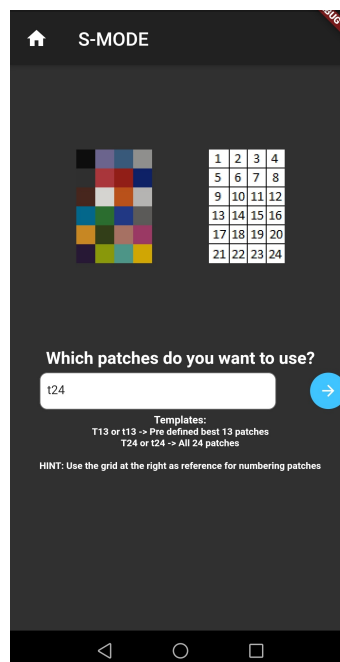 S-MODE
BUG
1 2 3 4
5 6 7 8
9 10 11 12
13 14 15 16
17 18 19 20
21 22 23 24
Which patches do you want to use?
t24
Templates:
T13 or t13 -> Pre defined best 13 patches
T24 or t24 -> All 24 patches
HINT: Use the grid at the right as reference for numbering patches